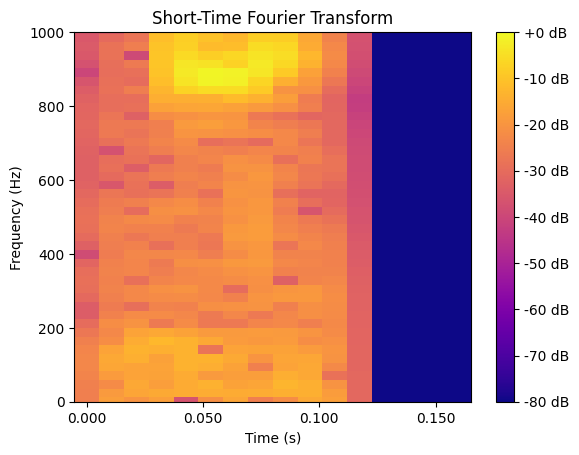 Short-Time Fourier Transform
Frequency (Hz)
1000
800
600
400
200
0
0.000
0.050
0.100
0.150
Time (s)
+0 dB
-10 dB
-20 dB
-30 dB
-40 dB
-50 dB
-60 dB
-70 dB
-80 dB